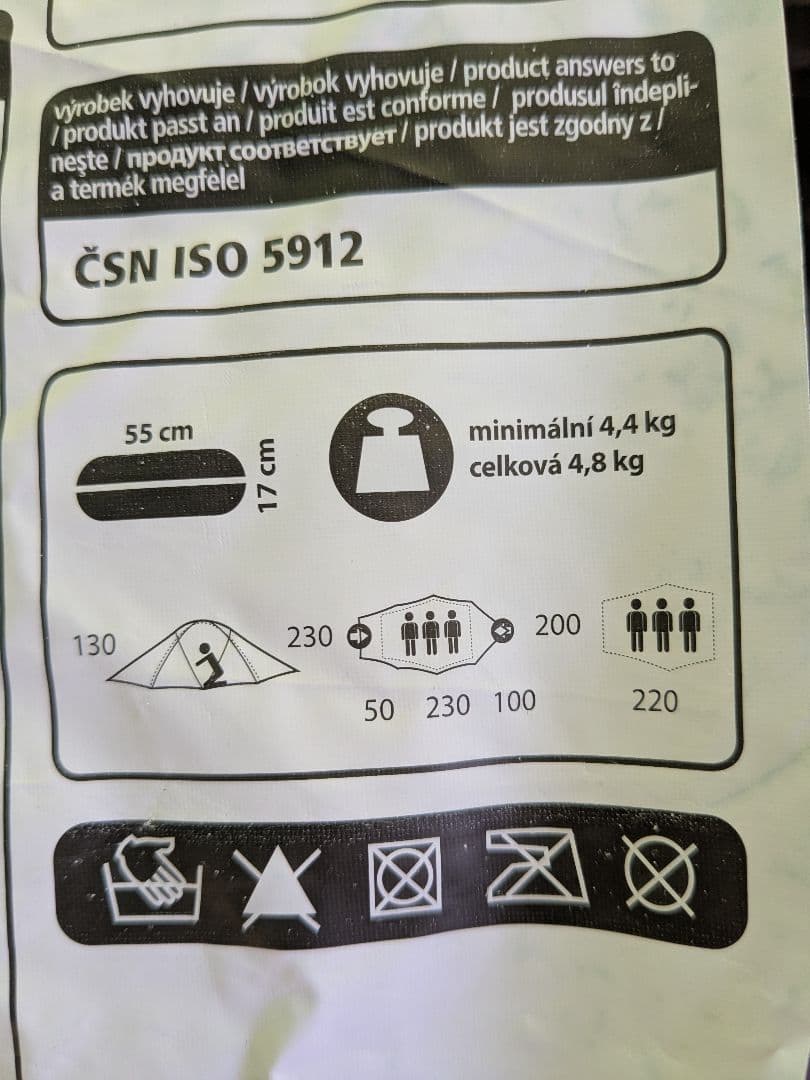 výrobek vyhovuje / výrobok vyhovuje / product answers to
/ produkt passt an / produit est conforme / produsul îndepli-
neşte / продукт соответствует / produkt jest zgodny z /
a termék megfelel
ČSN ISO 5912
55 cm
17 cm
minimální 4,4 kg
celková 4,8 kg
130
230
200
50 230 100
220